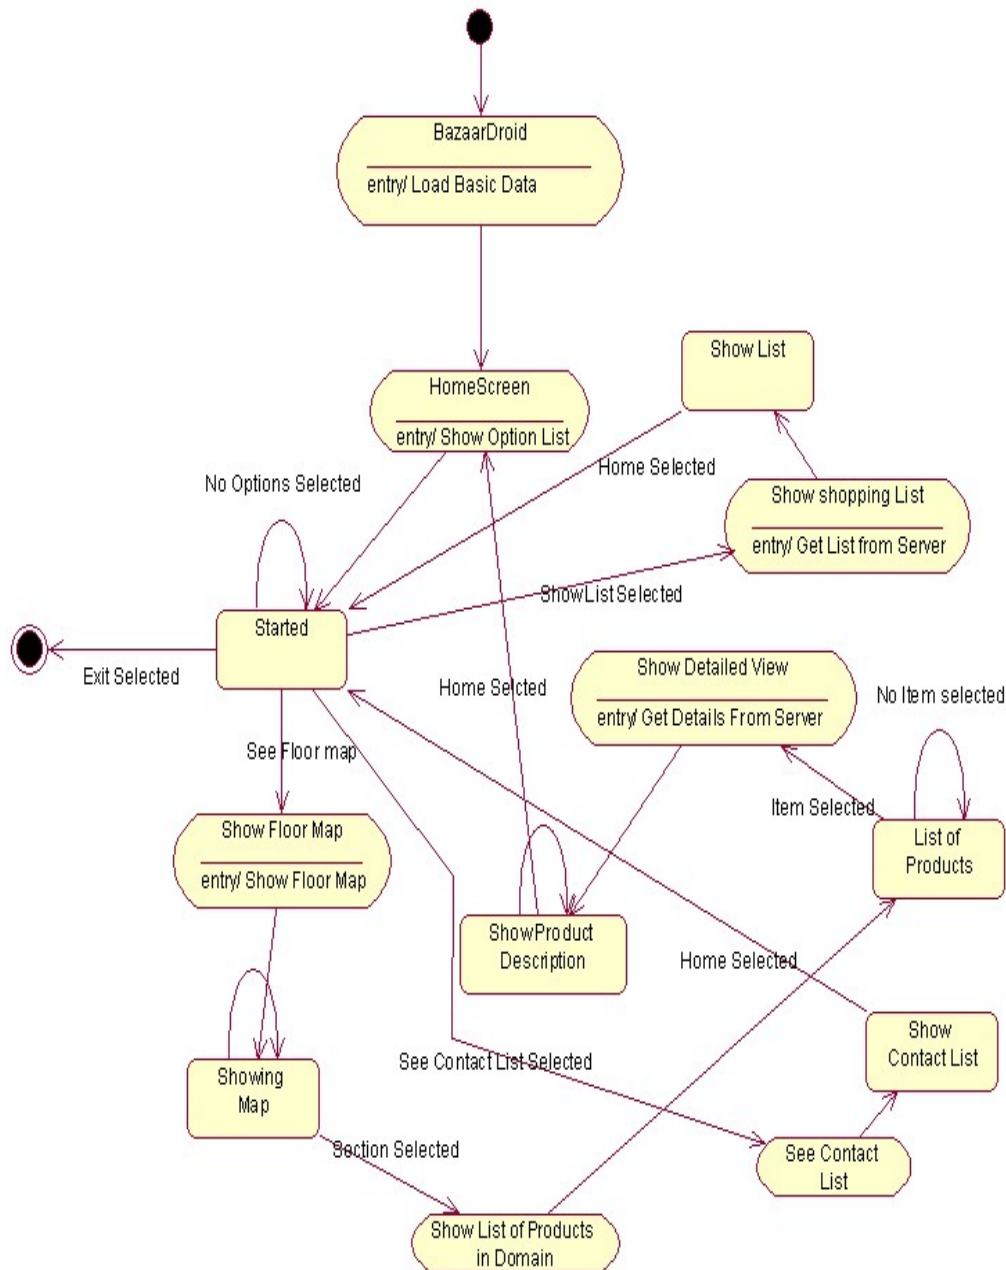 BazaarDroid
entry/ Load Basic Data
Show List
HomeScreen
entry/ Show Option List
Home Selected
No Options Selected
Show shopping List
entry/ Get List from Server
ShowList Selected
Started
Exit Selected
Show Detailed View
entry/ Get Details From Server
Home Selcted
No Item selected
See Floor map
Item Selected
Show Floor Map
entry/ Show Floor Map
List of
Products
ShowProduct
Description
Home Selected
Show
Contact List
See Contact List Selected
Showing
Map
Section Selected
See Contact
List
Show List of Products
in Domain